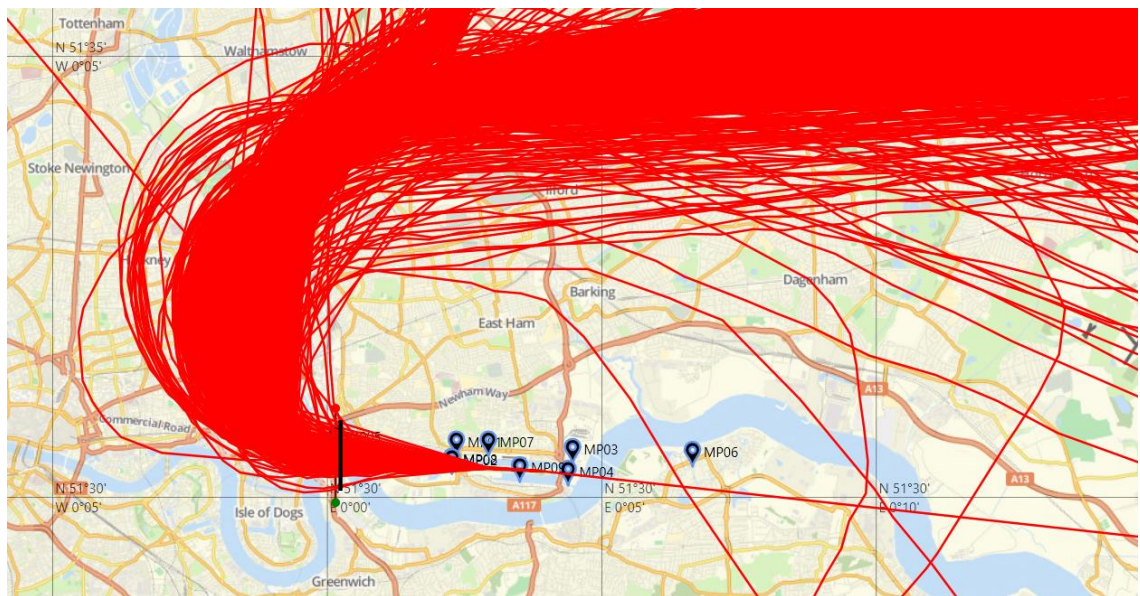 Tottenham
N 51°35'
W 0°05'
Walthamstow
Stoke Newington
Ilford
Barking
Dagenham
East Ham
A13
Newham Way
Commercial Road
MP07
MP03
MP06
MP09
MP04
A117
N 51°30'
W 0°05'
N 51°30'
E 0°00'
N 51°30'
E 0°05'
N 51°30'
E 0°10'
A13
Isle of Dogs
Greenwich